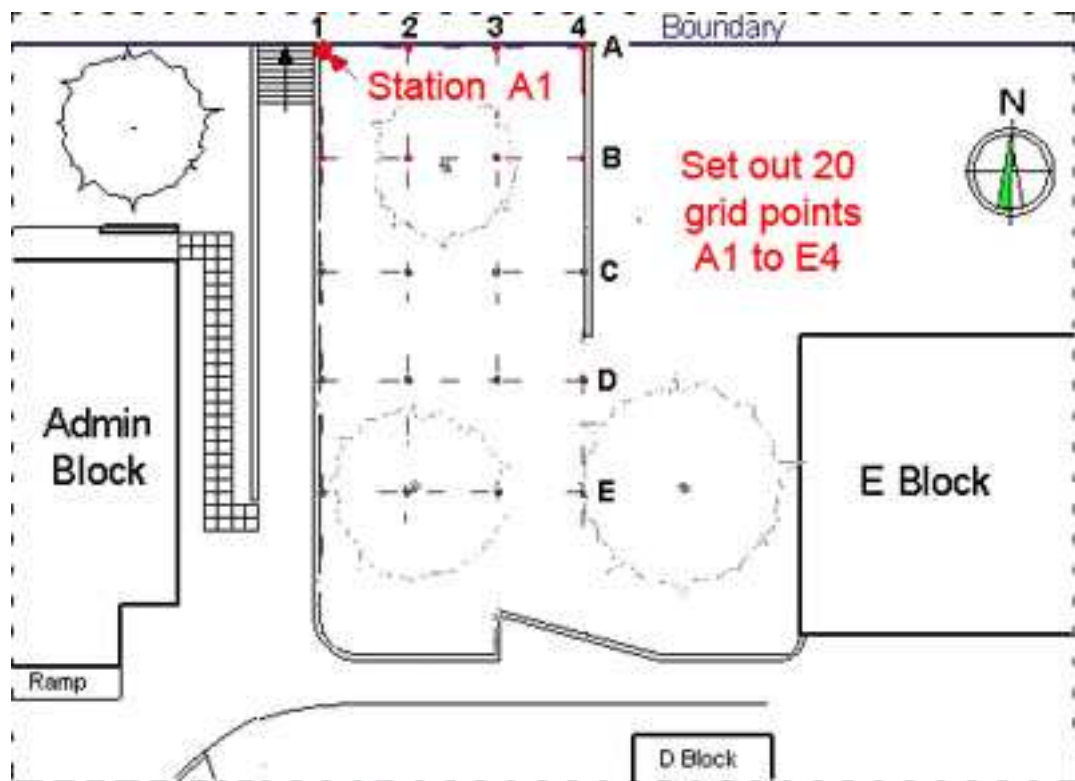 1 2 3 4
Boundary
A
Station A1
N
B
Set out 20
grid points
A1 to E4
C
D
Admin
Block
E
E Block
Ramp
D Block